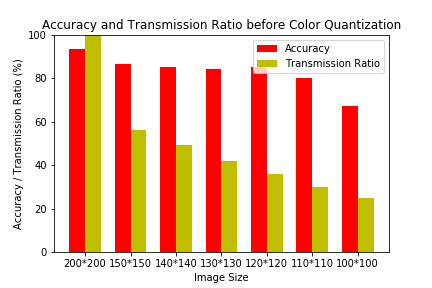 Accuracy and Transmission Ratio before Color Quantization
Accuracy
Transmission Ratio
Accuracy / Transmission Ratio (%)
100
80
60
40
20
0
200*200 150*150 140*140 130*130 120*120 110*110 100*100
Image Size